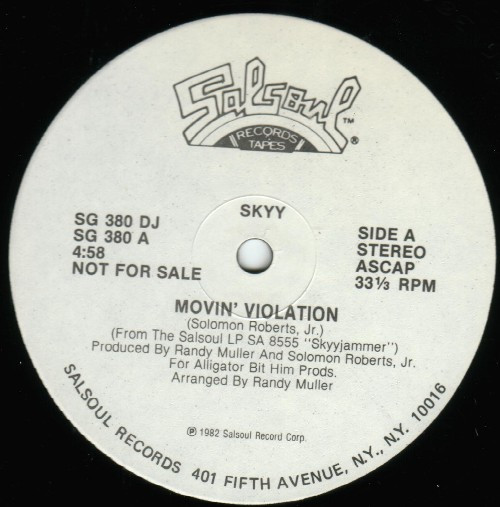 Salsoul
RECORDS
TAPES
TM
®
SKYY
SG 380 DJ
SG 380 A
4:58
NOT FOR SALE
SIDE A
STEREO
ASCAP
33⅓ RPM
MOVIN' VIOLATION
(Solomon Roberts, Jr.)
(From The Salsoul LP SA 8555 "Skyyjammer")
Produced By Randy Muller And Solomon Roberts, Jr.
For Alligator Bit Him Prods.
Arranged By Randy Muller
℗ 1982 Salsoul Record Corp.
SALSOUL RECORDS 401 FIFTH AVENUE, N.Y., N.Y. 10016